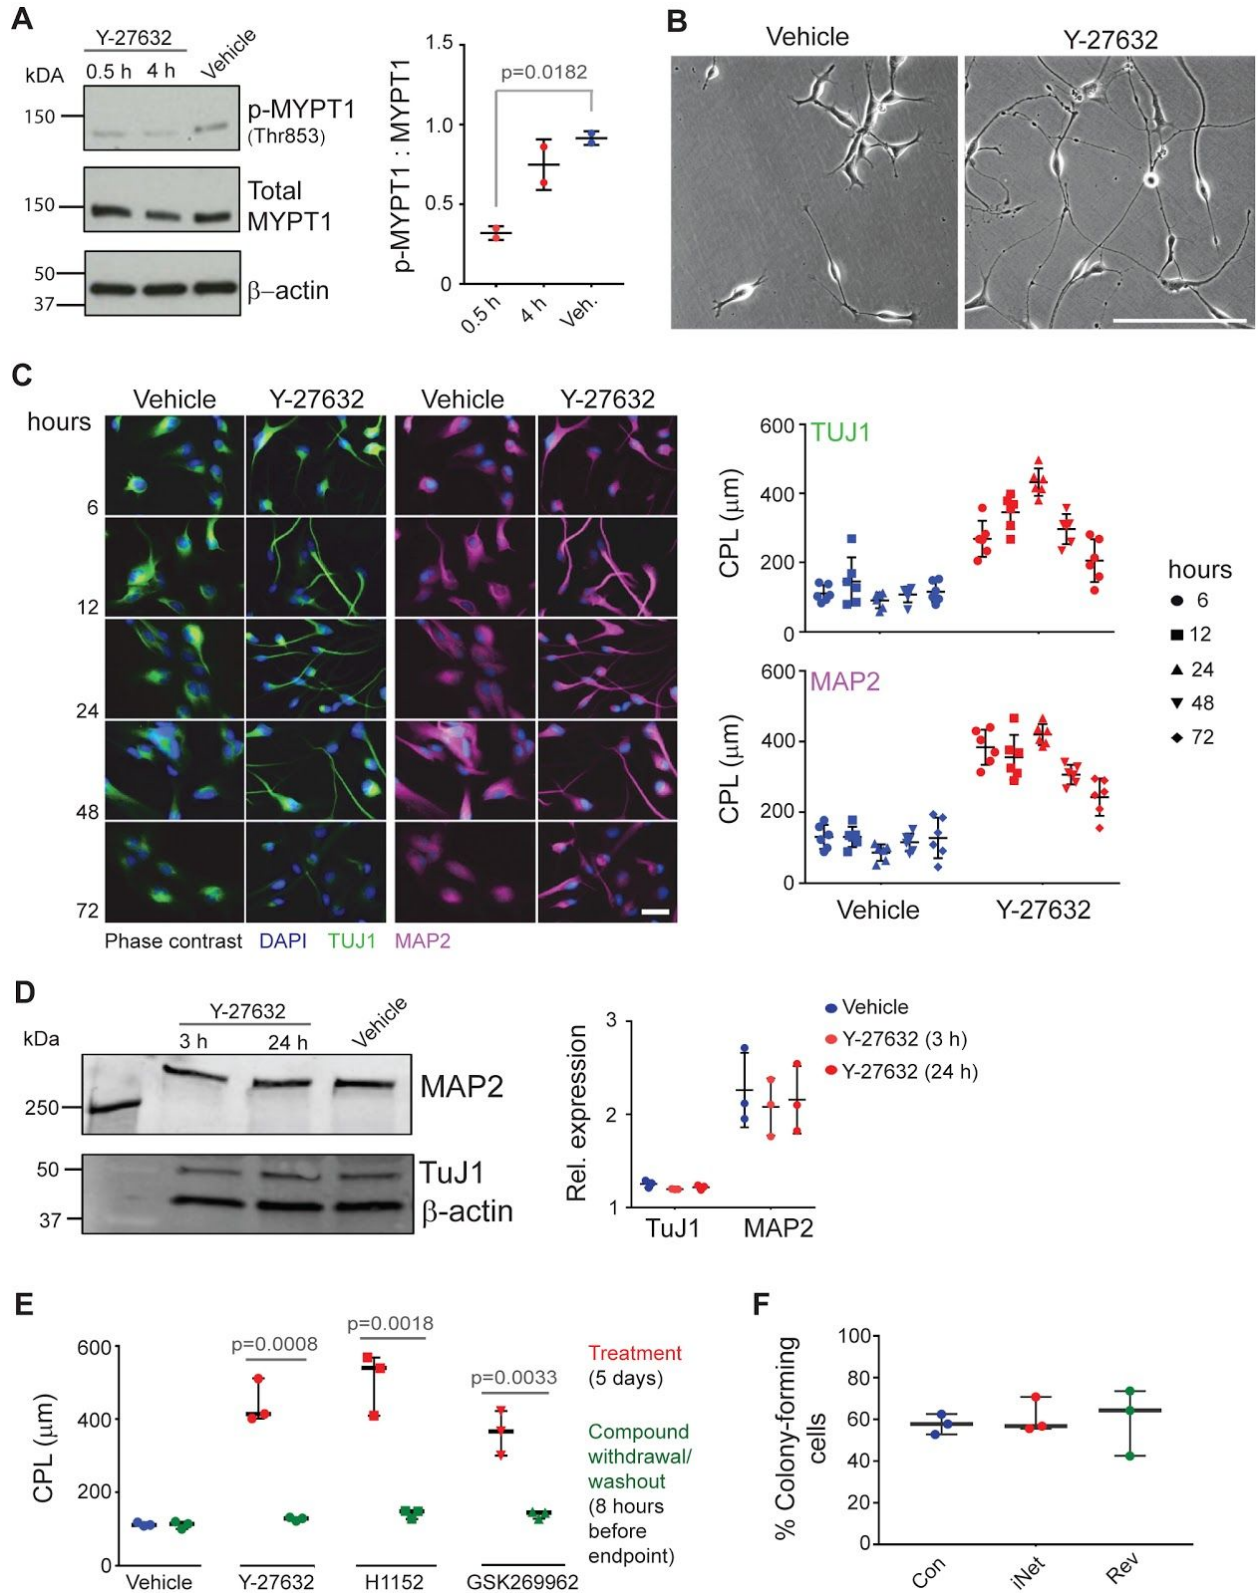 A
Y-27632
Vehicle
kDA
0.5 h
4 h
150
p-MYPT1
(Thr853)
150
Total
MYPT1
50
37
β–actin
p-MYPT1 : MYPT1
1.5
1.0
0.5
0
p=0.0182
0.5 h
4 h
Veh.
B
Vehicle
Y-27632
C
Vehicle
Y-27632
Vehicle
Y-27632
hours
6
12
24
48
72
Phase contrast
DAPI
TUJ1
MAP2
TUJ1
CPL (μm)
600
400
200
0
MAP2
CPL (μm)
600
400
200
0
Vehicle
Y-27632
hours
6
12
24
48
72
D
Y-27632
Vehicle
kDa
3 h
24 h
250
MAP2
50
37
TuJ1
β-actin
Rel. expression
3
2
1
TuJ1
MAP2
Vehicle
Y-27632 (3 h)
Y-27632 (24 h)
E
CPL (μm)
600
400
200
0
p=0.0008
p=0.0018
p=0.0033
Vehicle
Y-27632
H1152
GSK269962
Treatment
(5 days)
Compound
withdrawal/
washout
(8 hours
before
endpoint)
F
% Colony-forming
cells
100
80
60
40
20
0
Con
iNet
Rev